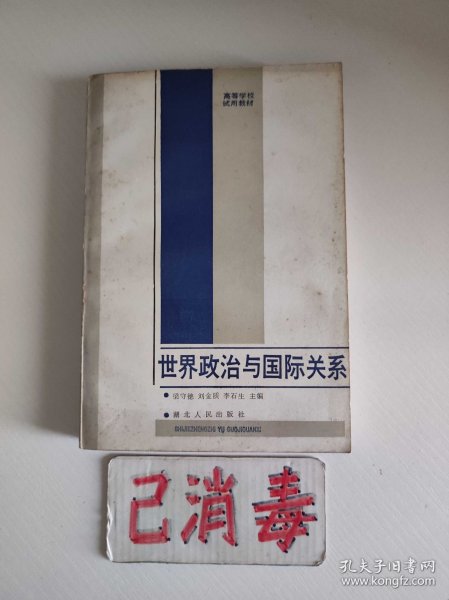 高等学校
试用教材
世界政治与国际关系
●梁守德 刘金质 李石生 主编
●湖北人民出版社
SHIJIEZHENGZHI YU GUOJIGUANXI
已消毒
孔夫子旧书网
www.kongfz.com